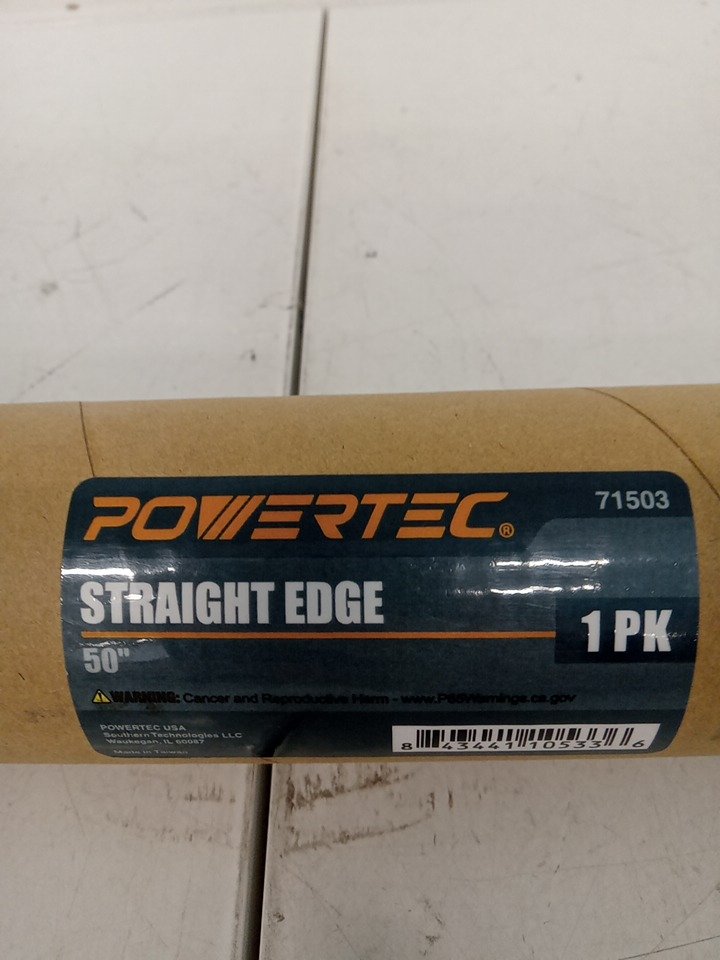 POWERTEC®
71503
STRAIGHT EDGE
50"
1 PK
WARNING: Cancer and Reproductive Harm - www.P65Warnings.ca.gov
POWERTEC USA
Southern Technologies LLC
Waukegan, IL 60087
Made in Taiwan
8 43441 10533 6